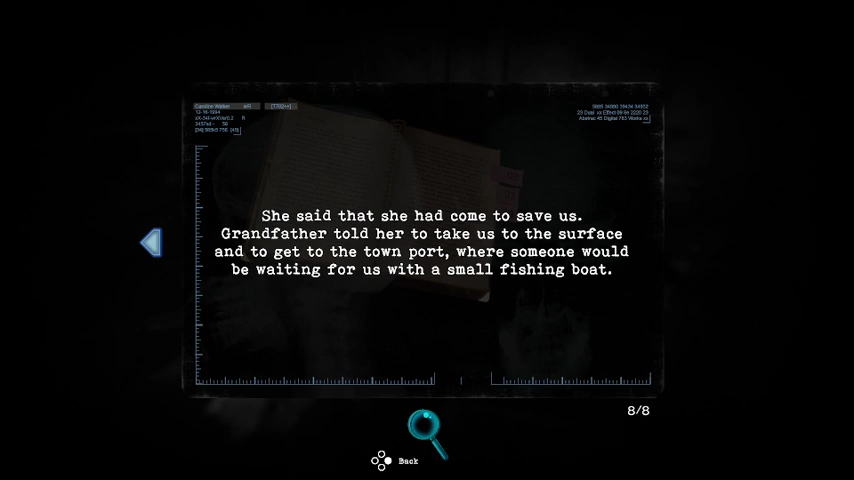 Caroline Walker
She said that she had come to save us.
Grandfather told her to take us to the surface
and to get to the town port, where someone would
be waiting for us with a small fishing boat.
8/8
Back